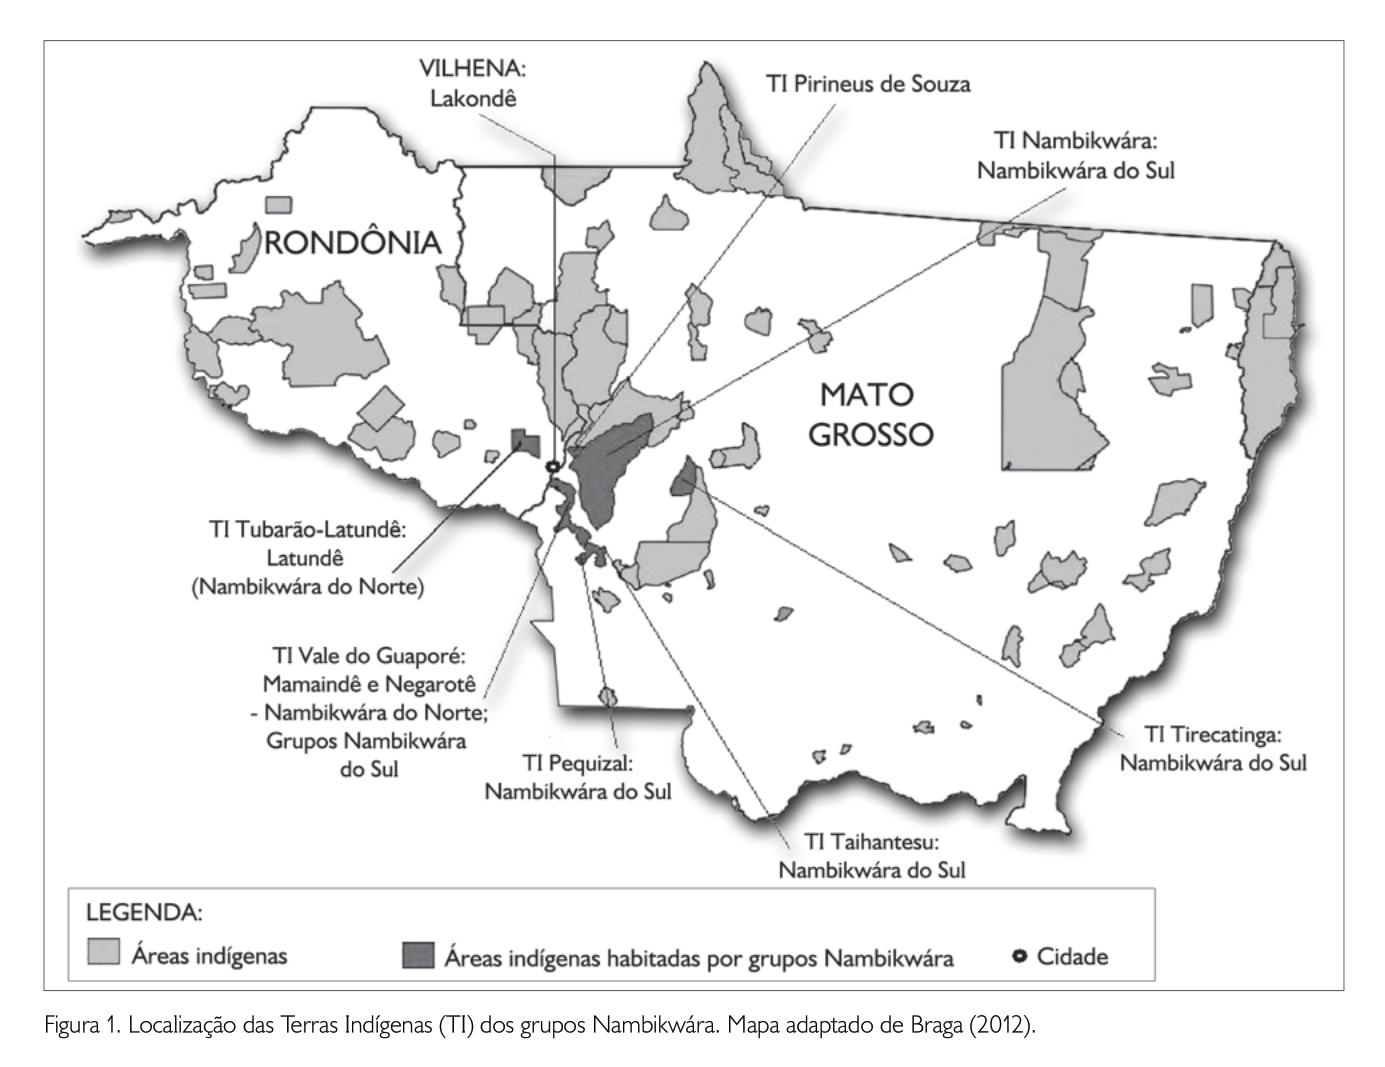 VILHENA:
Lakondê
TI Pirineus de Souza
TI Nambikwára:
Nambikwára do Sul
RONDÔNIA
MATO
GROSSO
TI Tubarão-Latundê:
Latundê
(Nambikwára do Norte)
TI Vale do Guaporé:
Mamaindê e Negarotê
- Nambikwára do Norte;
Grupos Nambikwára
do Sul
TI Pequizal:
Nambikwára do Sul
TI Tirecatinga:
Nambikwára do Sul
TI Taihantesu:
Nambikwára do Sul
LEGENDA:
Áreas indígenas
Áreas indígenas habitadas por grupos Nambikwára
Cidade
Figura 1. Localização das Terras Indígenas (TI) dos grupos Nambikwára. Mapa adaptado de Braga (2012).